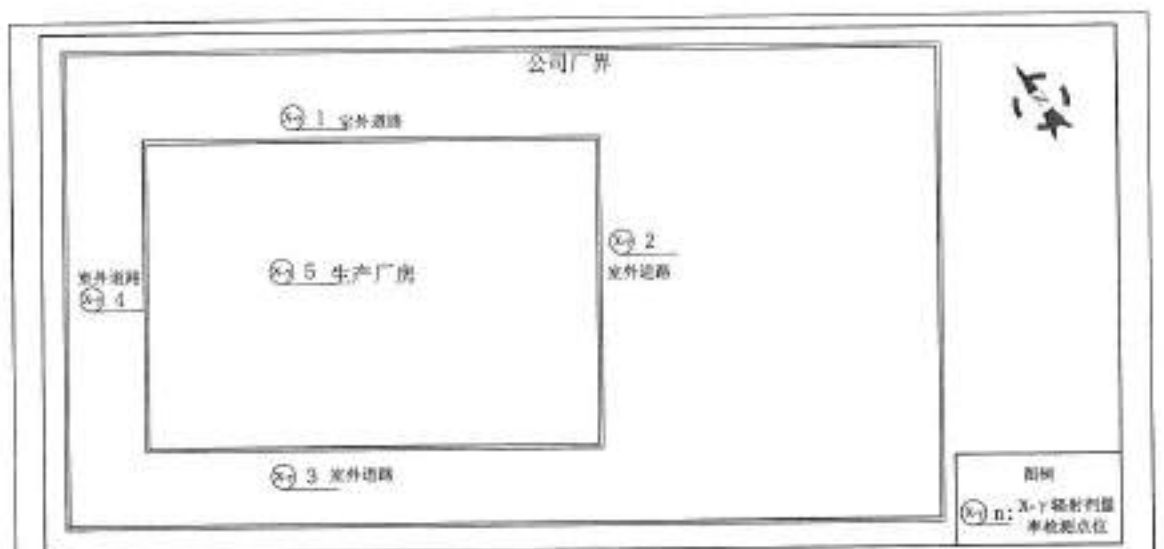 公司厂界
X-γ 1 室外道路
X-γ 2
室外道路
室外道路
X-γ 4
X-γ 5 生产厂房
X-γ 3 室外道路
图例
X-γ n: X-γ辐射剂量
率检测点位